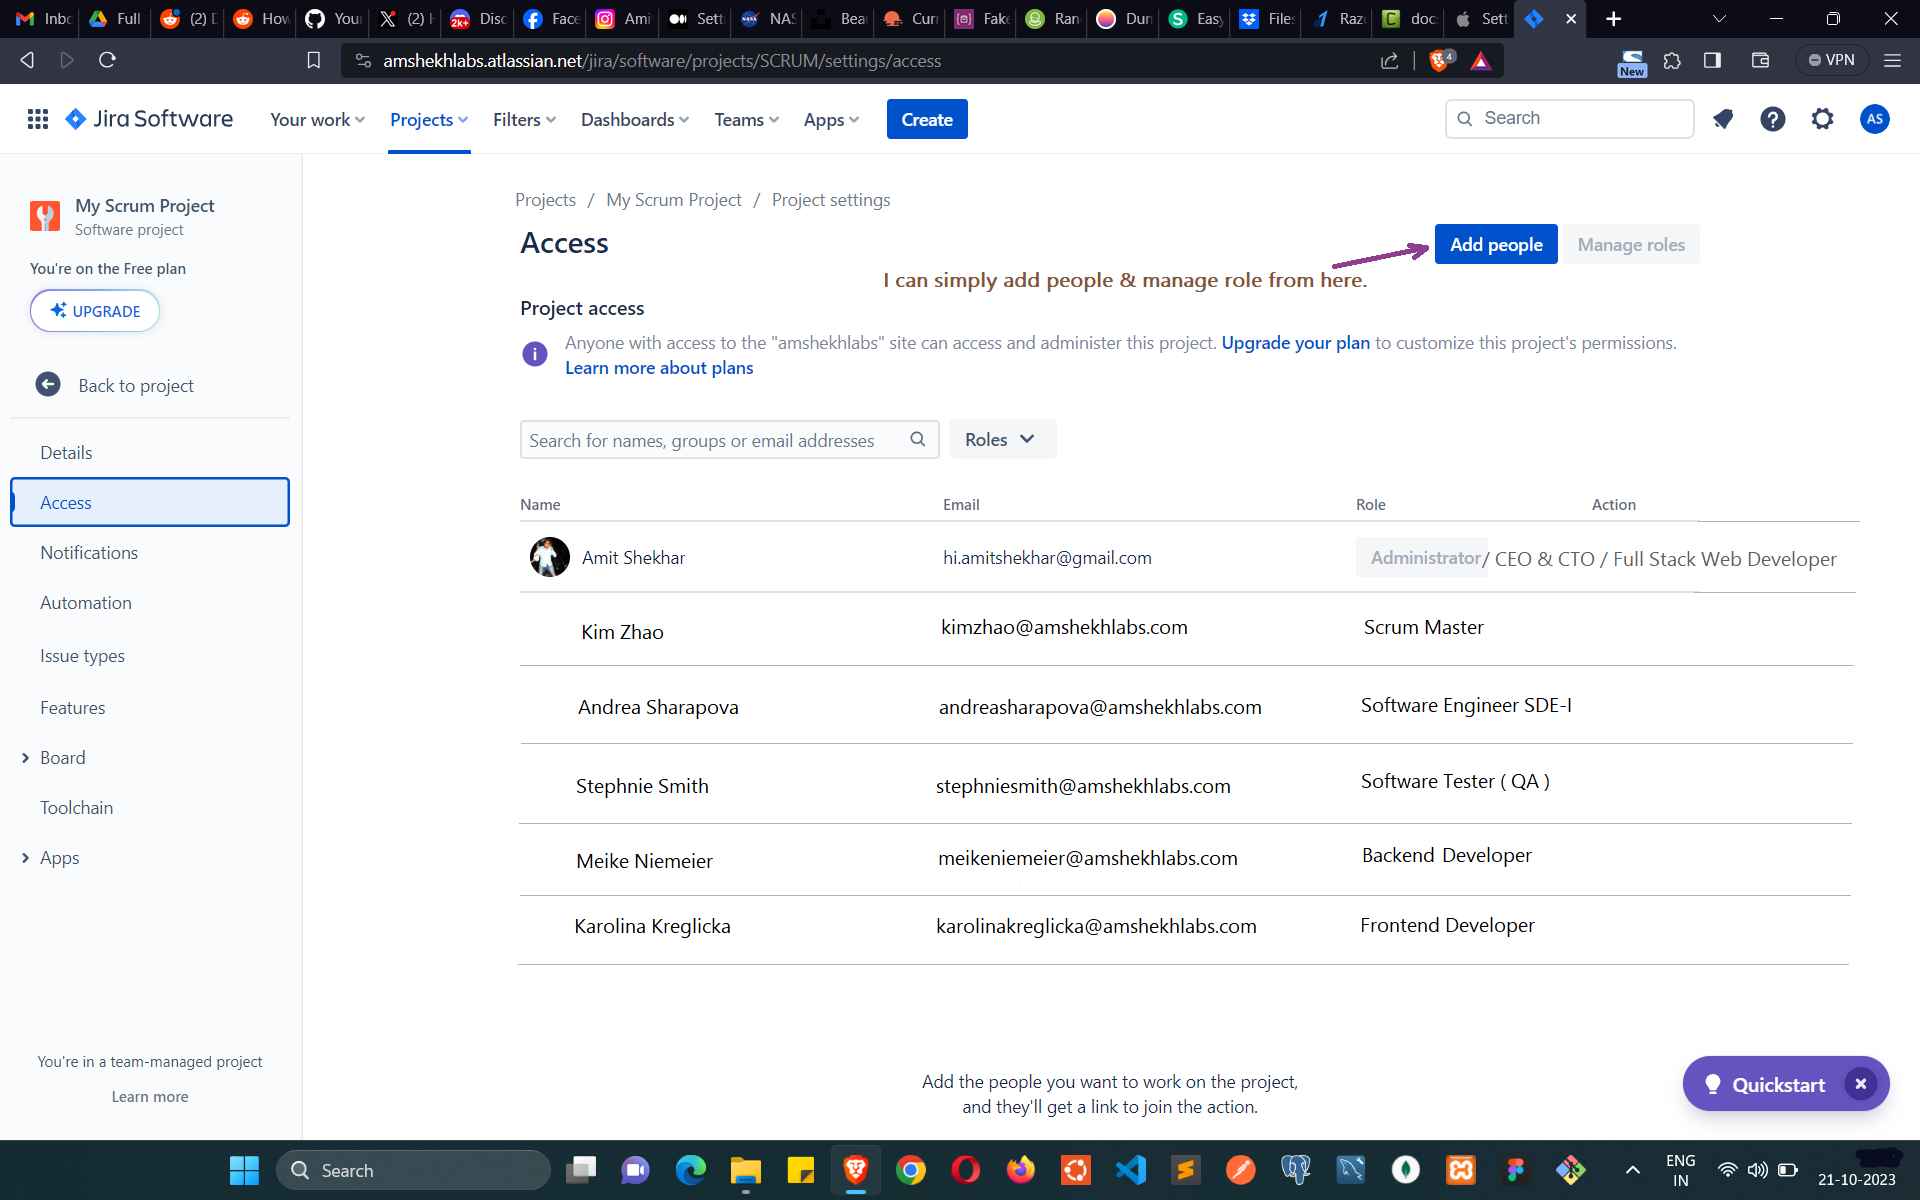 Inbo
Full
(2) D
How
Your
(2) H
Disc
Face
Ami
Sett
NAS
Bea
Curr
Fake
Ran
Dun
Easy
Files
Razo
doc
Sett
amshekhlabs.atlassian.net/jira/software/projects/SCRUM/settings/access
4
New
VPN
Jira Software
Your work
Projects
Filters
Dashboards
Teams
Apps
Create
Search
AS
My Scrum Project
Software project
You're on the Free plan
UPGRADE
Back to project
Details
Access
Notifications
Automation
Issue types
Features
Board
Toolchain
Apps
You're in a team-managed project
Learn more
Projects / My Scrum Project / Project settings
Access
Add people
Manage roles
I can simply add people & manage role from here.
Project access
Anyone with access to the "amshekhlabs" site can access and administer this project. Upgrade your plan to customize this project's permissions.
Learn more about plans
Search for names, groups or email addresses
Roles
Name Email Role Action
Amit Shekhar hi.amitshekhar@gmail.com Administrator / CEO & CTO / Full Stack Web Developer
Kim Zhao kimzhao@amshekhlabs.com Scrum Master
Andrea Sharapova andreasharapova@amshekhlabs.com Software Engineer SDE-I
Stephnie Smith stephniesmith@amshekhlabs.com Software Tester ( QA )
Meike Niemeier meikeniemeier@amshekhlabs.com Backend Developer
Karolina Kreglicka karolinakreglicka@amshekhlabs.com Frontend Developer
Add the people you want to work on the project,
and they'll get a link to join the action.
Quickstart
Search
ENG
IN
21-10-2023